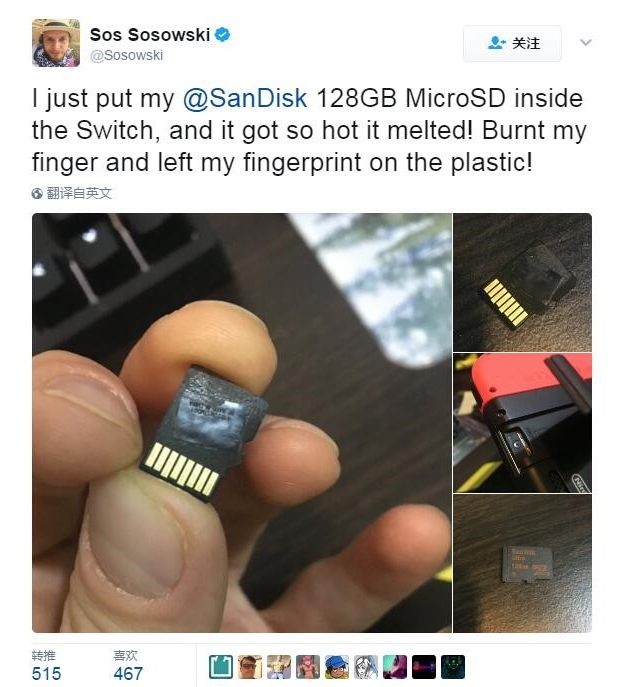 Sos Sosowski
@Sosowski
关注
I just put my @SanDisk 128GB MicroSD inside
the Switch, and it got so hot it melted! Burnt my
finger and left my fingerprint on the plastic!
翻译自英文
转推
喜欢
515
467